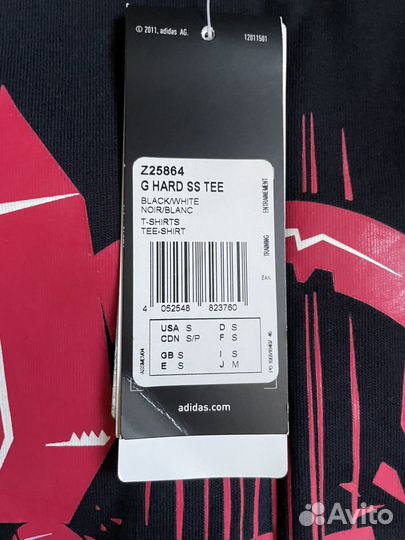 © 2011, adidas AG.
12011501
Z25864
G HARD SS TEE
BLACK/WHITE
NOIR/BLANC
T-SHIRTS
TEE-SHIRT
TRAINING
ENTRAINEMENT
EAN
4 052548 823760
USA S D S
CDN S/P F S
GB S I S
E S J M
adidas.com
Avito